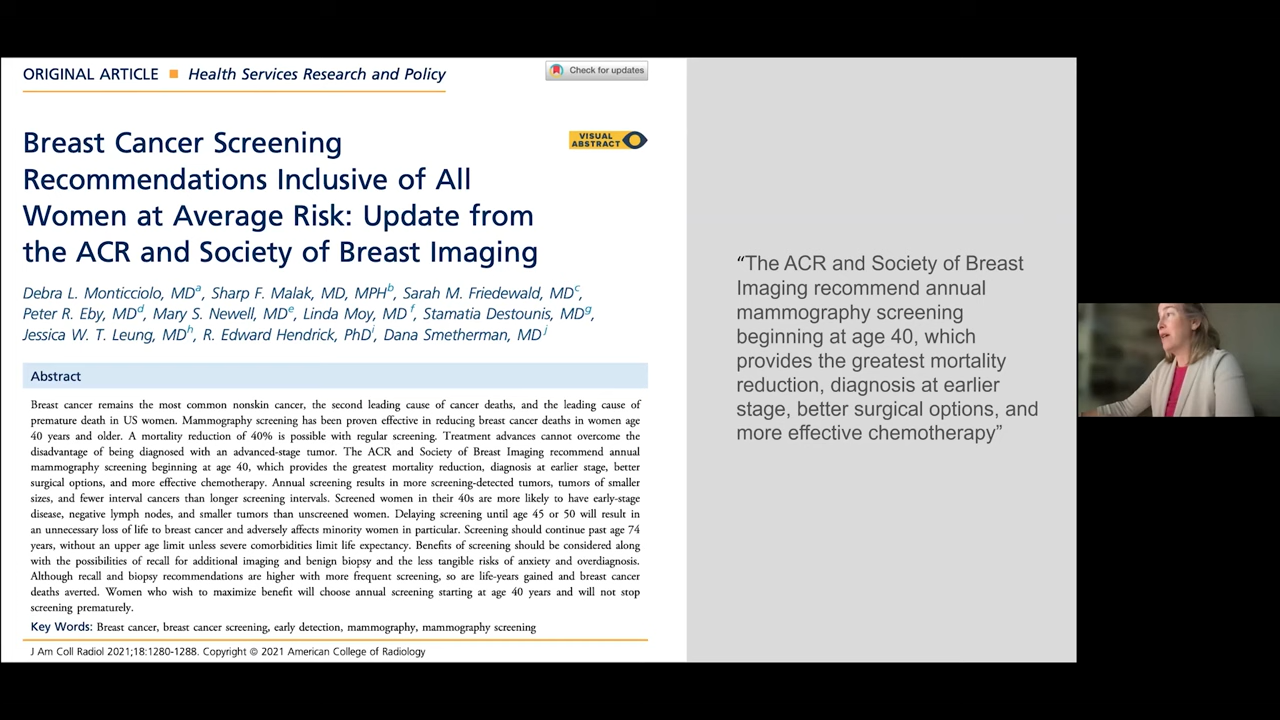 ORIGINAL ARTICLE ■ Health Services Research and Policy
Check for updates
Breast Cancer Screening
Recommendations Inclusive of All
Women at Average Risk: Update from
the ACR and Society of Breast Imaging
VISUAL
ABSTRACT
Debra L. Monticciolo, MDa, Sharp F. Malak, MD, MPHb, Sarah M. Friedewald, MDc,
Peter R. Eby, MDd, Mary S. Newell, MDe, Linda Moy, MD f, Stamatia Destounis, MDg,
Jessica W. T. Leung, MDh, R. Edward Hendrick, PhDi, Dana Smetherman, MD j
Abstract
Breast cancer remains the most common nonskin cancer, the second leading cause of cancer deaths, and the leading cause of
premature death in US women. Mammography screening has been proven effective in reducing breast cancer deaths in women age
40 years and older. A mortality reduction of 40% is possible with regular screening. Treatment advances cannot overcome the
disadvantage of being diagnosed with an advanced-stage tumor. The ACR and Society of Breast Imaging recommend annual
mammography screening beginning at age 40, which provides the greatest mortality reduction, diagnosis at earlier stage, better
surgical options, and more effective chemotherapy. Annual screening results in more screening-detected tumors, tumors of smaller
sizes, and fewer interval cancers than longer screening intervals. Screened women in their 40s are more likely to have early-stage
disease, negative lymph nodes, and smaller tumors than unscreened women. Delaying screening until age 45 or 50 will result in
an unnecessary loss of life to breast cancer and adversely affects minority women in particular. Screening should continue past age 74
years, without an upper age limit unless severe comorbidities limit life expectancy. Benefits of screening should be considered along
with the possibilities of recall for additional imaging and benign biopsy and the less tangible risks of anxiety and overdiagnosis.
Although recall and biopsy recommendations are higher with more frequent screening, so are life-years gained and breast cancer
deaths averted. Women who wish to maximize benefit will choose annual screening starting at age 40 years and will not stop
screening prematurely.
Key Words: Breast cancer, breast cancer screening, early detection, mammography, mammography screening
J Am Coll Radiol 2021;18:1280-1288. Copyright © 2021 American College of Radiology
“The ACR and Society of Breast
Imaging recommend annual
mammography screening
beginning at age 40, which
provides the greatest mortality
reduction, diagnosis at earlier
stage, better surgical options, and
more effective chemotherapy”